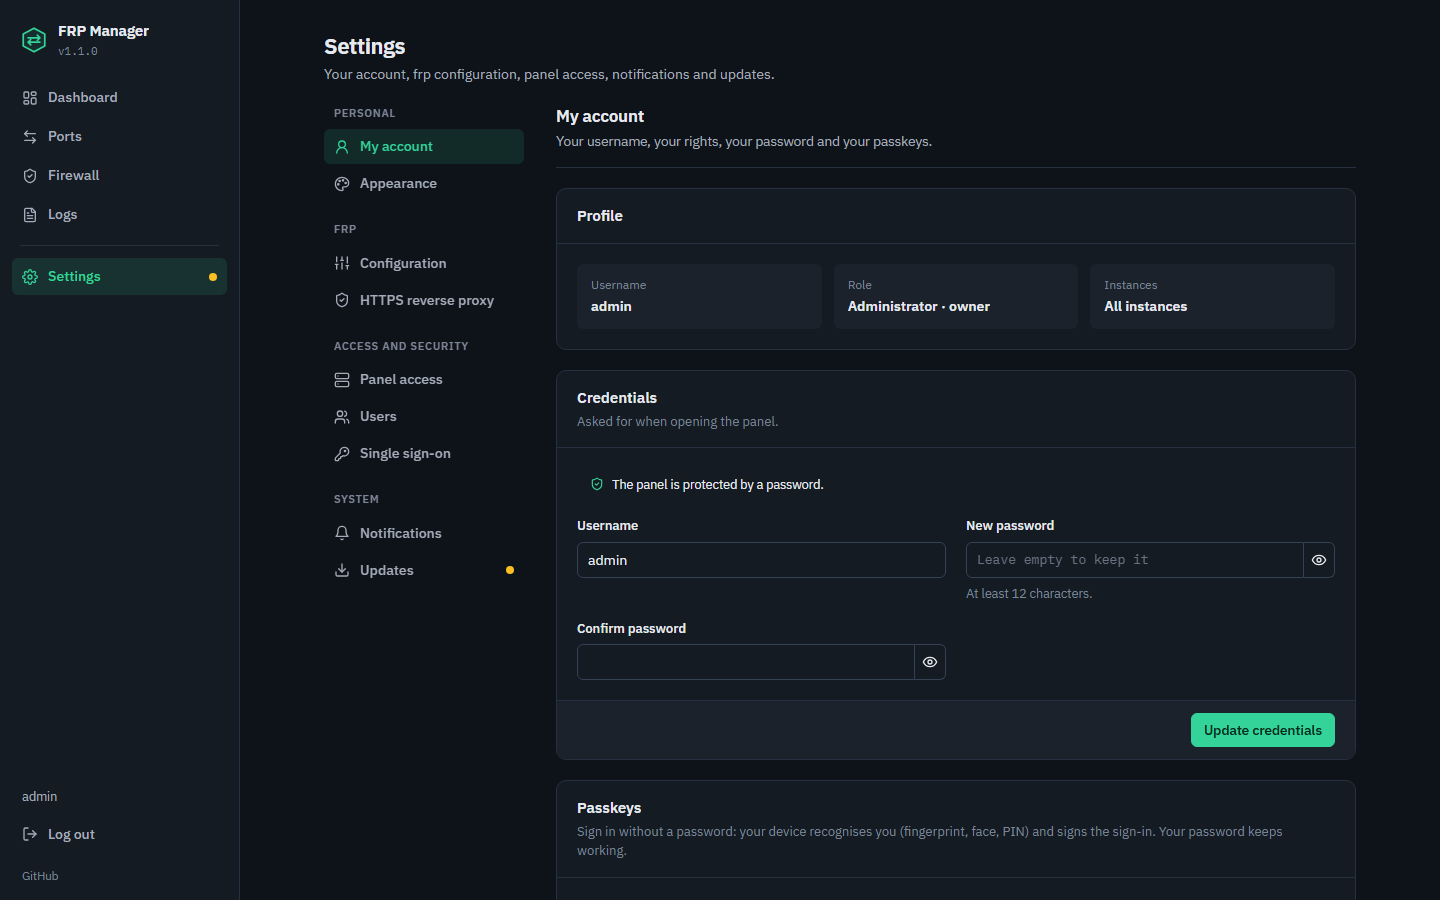 FRP Manager
v1.1.0
Dashboard
Ports
Firewall
Logs
Settings
admin
Log out
GitHub
Settings
Your account, frp configuration, panel access, notifications and updates.
PERSONAL
My account
Appearance
FRP
Configuration
HTTPS reverse proxy
ACCESS AND SECURITY
Panel access
Users
Single sign-on
SYSTEM
Notifications
Updates
My account
Your username, your rights, your password and your passkeys.
Profile
Username
admin
Role
Administrator · owner
Instances
All instances
Credentials
Asked for when opening the panel.
The panel is protected by a password.
Username
admin
New password
Leave empty to keep it
At least 12 characters.
Confirm password
Update credentials
Passkeys
Sign in without a password: your device recognises you (fingerprint, face, PIN) and signs the sign-in. Your password keeps
working.